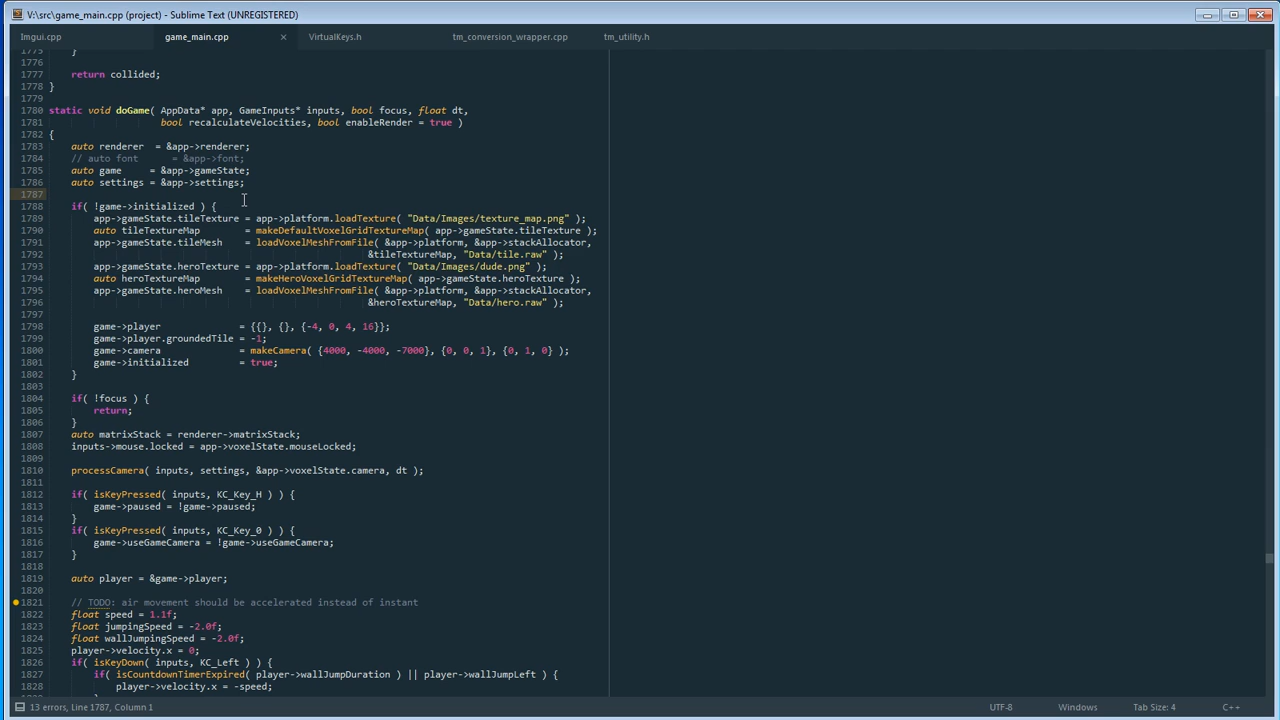 V:\src\game_main.cpp (project) - Sublime Text (UNREGISTERED)
Imgui.cpp game_main.cpp × VirtualKeys.h tm_conversion_wrapper.cpp tm_utility.h
1775 }
1776
1777 return collided;
1778 }
1779
1780 static void doGame( AppData* app, GameInputs* inputs, bool focus, float dt,
1781 bool recalculateVelocities, bool enableRender = true )
1782 {
1783 auto renderer = &app->renderer;
1784 // auto font = &app->font;
1785 auto game = &app->gameState;
1786 auto settings = &app->settings;
1787
1788 if( !game->initialized ) {
1789 app->gameState.tileTexture = app->platform.loadTexture( "Data/Images/texture_map.png" );
1790 auto tileTextureMap = makeDefaultVoxelGridTextureMap( app->gameState.tileTexture );
1791 app->gameState.tileMesh = loadVoxelMeshFromFile( &app->platform, &app->stackAllocator,
1792 &tileTextureMap, "Data/tile.raw" );
1793 app->gameState.heroTexture = app->platform.loadTexture( "Data/Images/dude.png" );
1794 auto heroTextureMap = makeHeroVoxelGridTextureMap( app->gameState.heroTexture );
1795 app->gameState.heroMesh = loadVoxelMeshFromFile( &app->platform, &app->stackAllocator,
1796 &heroTextureMap, "Data/hero.raw" );
1797
1798 game->player = {{}, {}, {-4, 0, 4, 16}};
1799 game->player.groundedTile = -1;
1800 game->camera = makeCamera( {4000, -4000, -7000}, {0, 0, 1}, {0, 1, 0} );
1801 game->initialized = true;
1802 }
1803
1804 if( !focus ) {
1805 return;
1806 }
1807 auto matrixStack = renderer->matrixStack;
1808 inputs->mouse.locked = app->voxelState.mouseLocked;
1809
1810 processCamera( inputs, settings, &app->voxelState.camera, dt );
1811
1812 if( isKeyPressed( inputs, KC_Key_H ) ) {
1813 game->paused = !game->paused;
1814 }
1815 if( isKeyPressed( inputs, KC_Key_0 ) ) {
1816 game->useGameCamera = !game->useGameCamera;
1817 }
1818
1819 auto player = &game->player;
1820
1821 // TODO: air movement should be accelerated instead of instant
1822 float speed = 1.1f;
1823 float jumpingSpeed = -2.0f;
1824 float wallJumpingSpeed = -2.0f;
1825 player->velocity.x = 0;
1826 if( isKeyDown( inputs, KC_Left ) ) {
1827 if( isCountdownTimerExpired( player->wallJumpDuration ) || player->wallJumpLeft ) {
1828 player->velocity.x = -speed;
13 errors, Line 1787, Column 1 UTF-8 Windows Tab Size: 4 C++